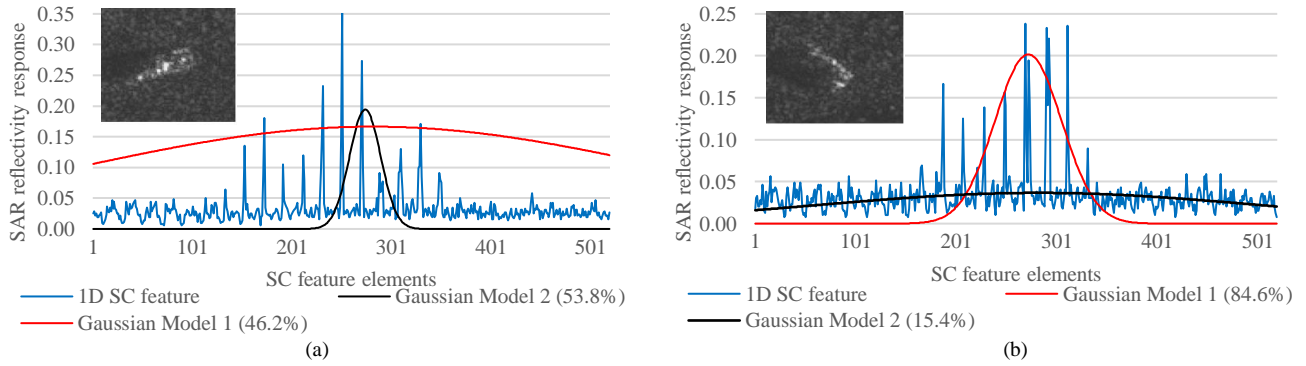 SAR reflectivity response
0.35
0.30
0.25
0.20
0.15
0.10
0.05
0.00
1 101 201 301 401 501
SC feature elements
1D SC feature
Gaussian Model 2 (53.8%)
Gaussian Model 1 (46.2%)
(a)
SAR reflectivity response
0.25
0.20
0.15
0.10
0.05
0.00
1 101 201 301 401 501
SC feature elements
1D SC feature
Gaussian Model 1 (84.6%)
Gaussian Model 2 (15.4%)
(b)